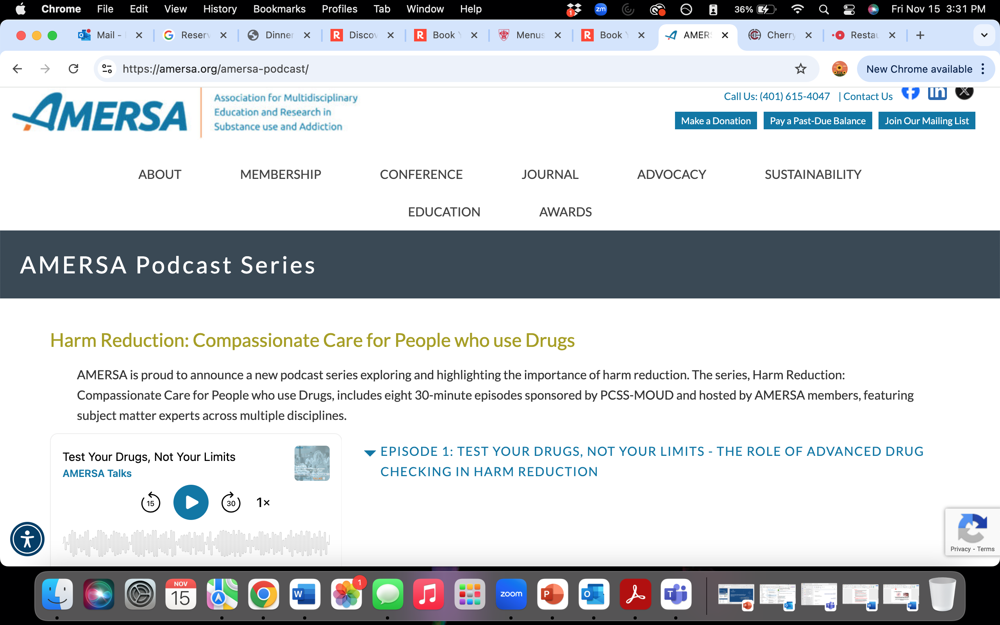 Chrome File Edit View History Bookmarks Profiles Tab Window Help 1 zm 36% Fri Nov 15 3:31 PM
Mail - Reserv Dinner Discov Book Y Menus Book Y AMERS Cherry Restau
https://amersa.org/amersa-podcast/ New Chrome available
AMERSA
Association for Multidisciplinary
Education and Research in
Substance use and Addiction
Call Us: (401) 615-4047 | Contact Us
Make a Donation Pay a Past-Due Balance Join Our Mailing List
ABOUT MEMBERSHIP CONFERENCE JOURNAL ADVOCACY SUSTAINABILITY
EDUCATION AWARDS
AMERSA Podcast Series
Harm Reduction: Compassionate Care for People who use Drugs
AMERSA is proud to announce a new podcast series exploring and highlighting the importance of harm reduction. The series, Harm Reduction:
Compassionate Care for People who use Drugs, includes eight 30-minute episodes sponsored by PCSS-MOUD and hosted by AMERSA members, featuring
subject matter experts across multiple disciplines.
Test Your Drugs, Not Your Limits
AMERSA Talks
15 30 1×
EPISODE 1: TEST YOUR DRUGS, NOT YOUR LIMITS - THE ROLE OF ADVANCED DRUG
CHECKING IN HARM REDUCTION
Privacy - Terms
NOV
15
1
zoom